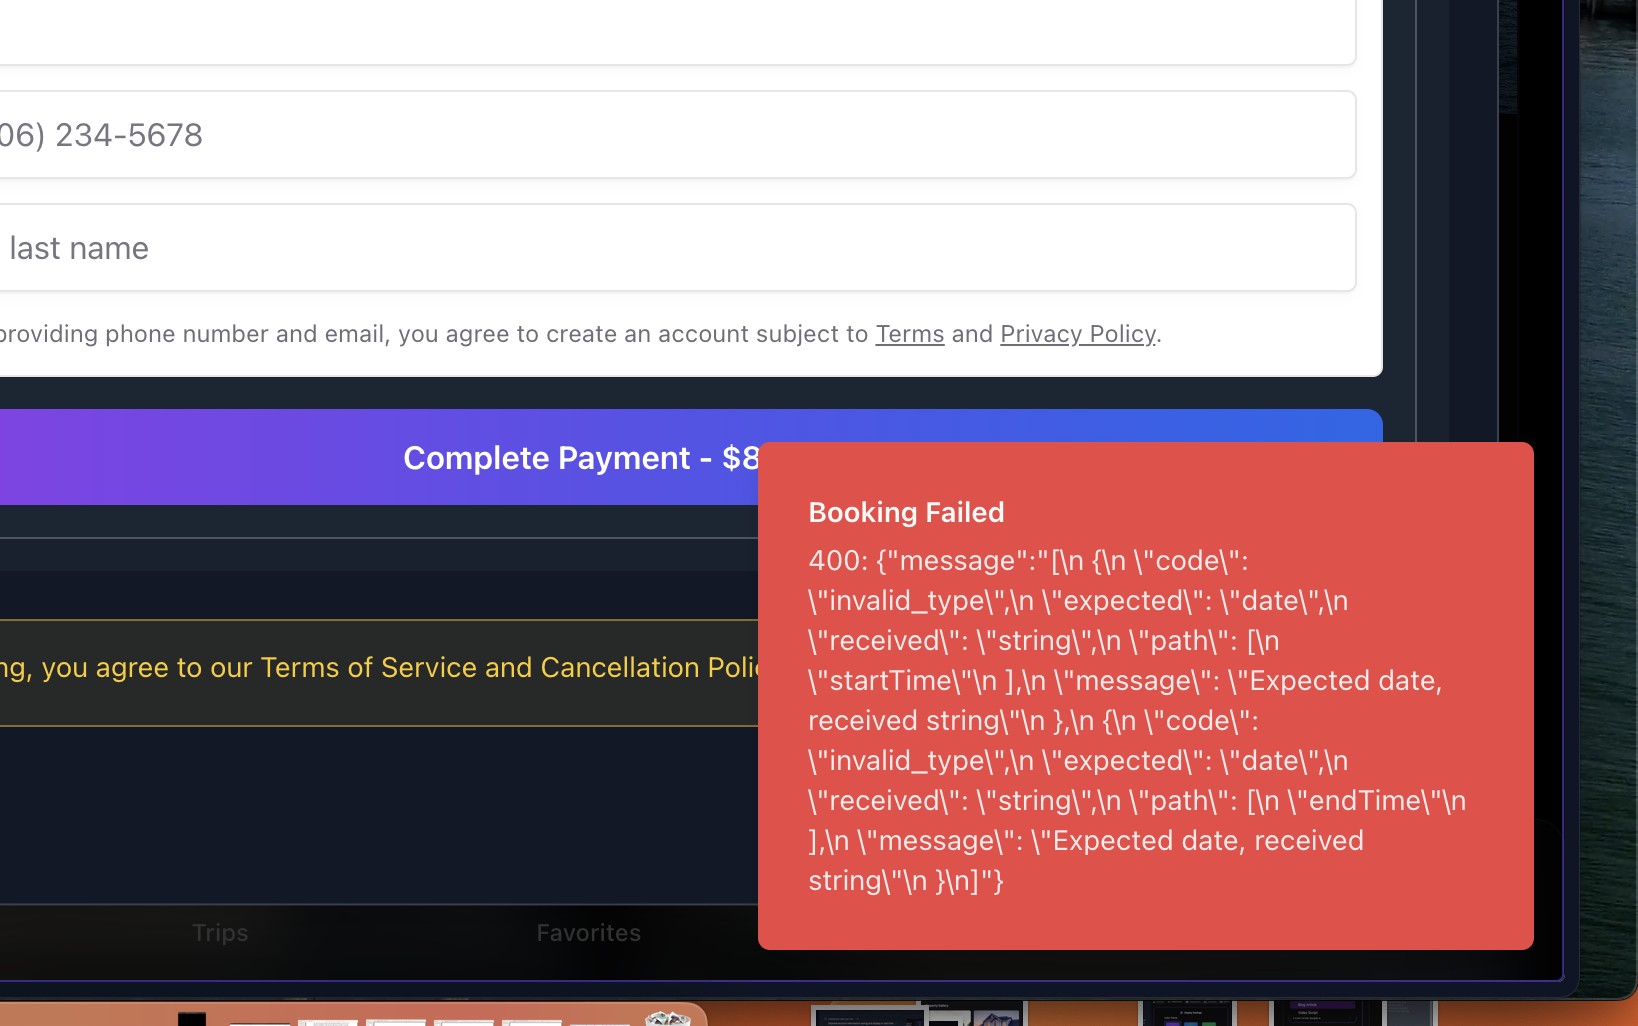 06) 234-5678
last name
providing phone number and email, you agree to create an account subject to Terms and Privacy Policy.
Complete Payment - $8
Booking Failed
400: {"message":"[\n {\n \"code\":
\"invalid_type\",\n \"expected\": \"date\",\n
\"received\": \"string\",\n \"path\": [\n
\"startTime\"\n ],\n \"message\": \"Expected date,
received string\"\n },\n {\n \"code\":
\"invalid_type\",\n \"expected\": \"date\",\n
\"received\": \"string\",\n \"path\": [\n \"endTime\"\n
],\n \"message\": \"Expected date, received
string\"\n }\n]"}
ng, you agree to our Terms of Service and Cancellation Poli
Trips
Favorites